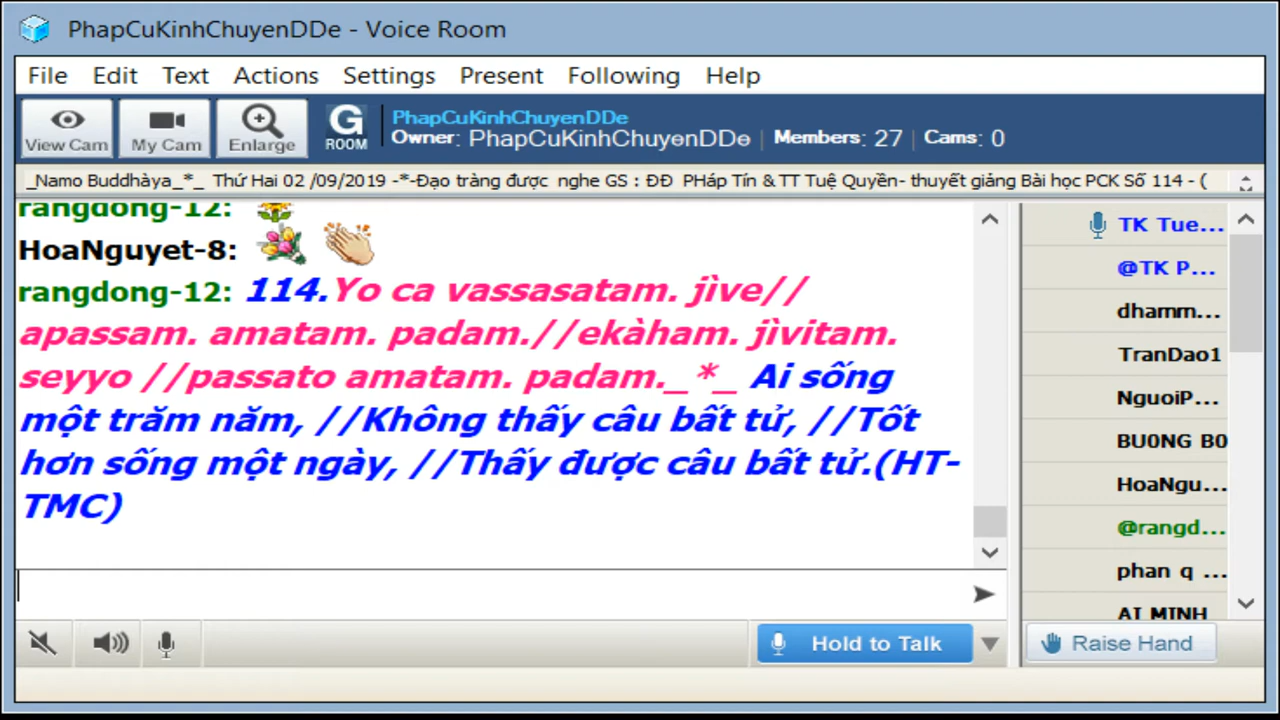 PhapCuKinhChuyenDDe - Voice Room
File Edit Text Actions Settings Present Following Help
View Cam My Cam Enlarge G ROOM
PhapCuKinhChuyenDDe
Owner: PhapCuKinhChuyenDDe | Members: 27 | Cams: 0
_Namo Buddhàya_*_ Thứ Hai 02 /09/2019 -*-Đạo tràng được nghe GS : ĐĐ PHáp Tín & TT Tuệ Quyền- thuyết giảng Bài học PCK Số 114 - (
rangdong-12:
HoaNguyet-8:
rangdong-12: 114.Yo ca vassasatam. jìve//
apassam. amatam. padam.//ekàham. jìvitam.
seyyo //passato amatam. padam._*_ Ai sống
một trăm năm, //Không thấy câu bất tử, //Tốt
hơn sống một ngày, //Thấy được câu bất tử.(HT-
TMC)
TK Tue...
@TK P...
dhamm...
TranDao1
NguoiP...
BU0NG B0
HoaNgu...
@rangd...
phan q ...
AI MINH
Hold to Talk
Raise Hand